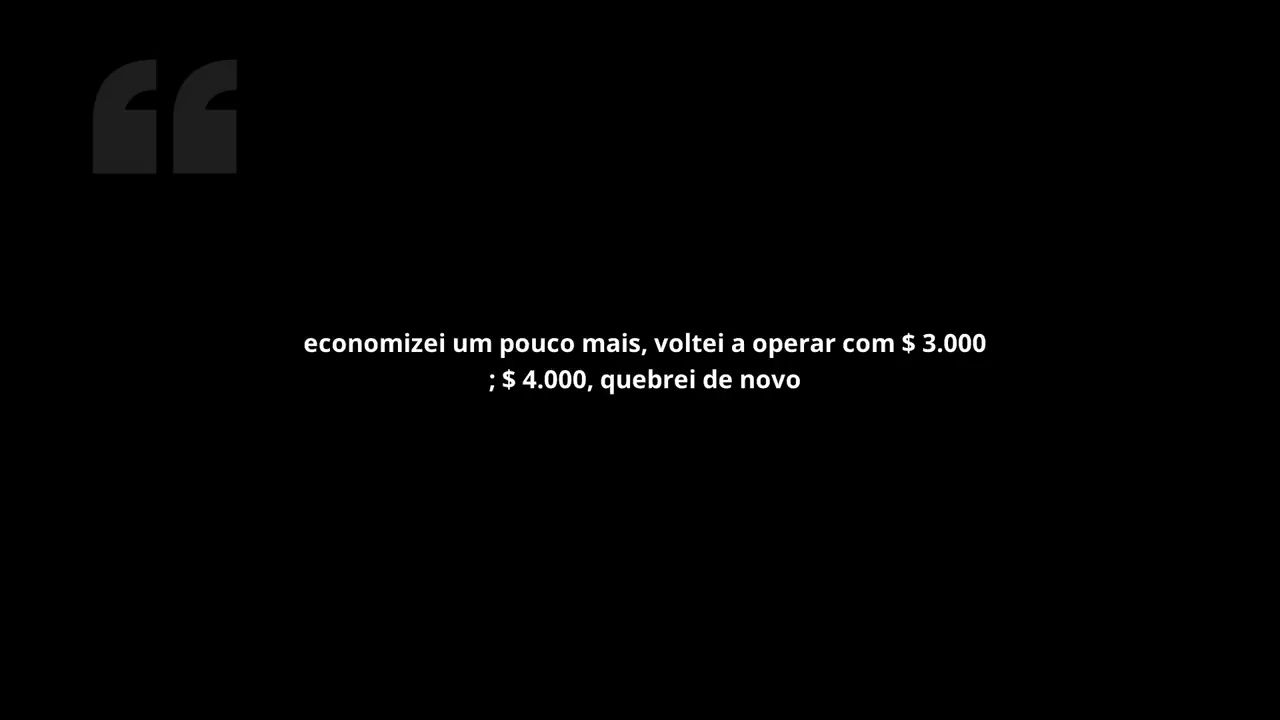 economizei um pouco mais, voltei a operar com $ 3.000
; $ 4.000, quebrei de novo